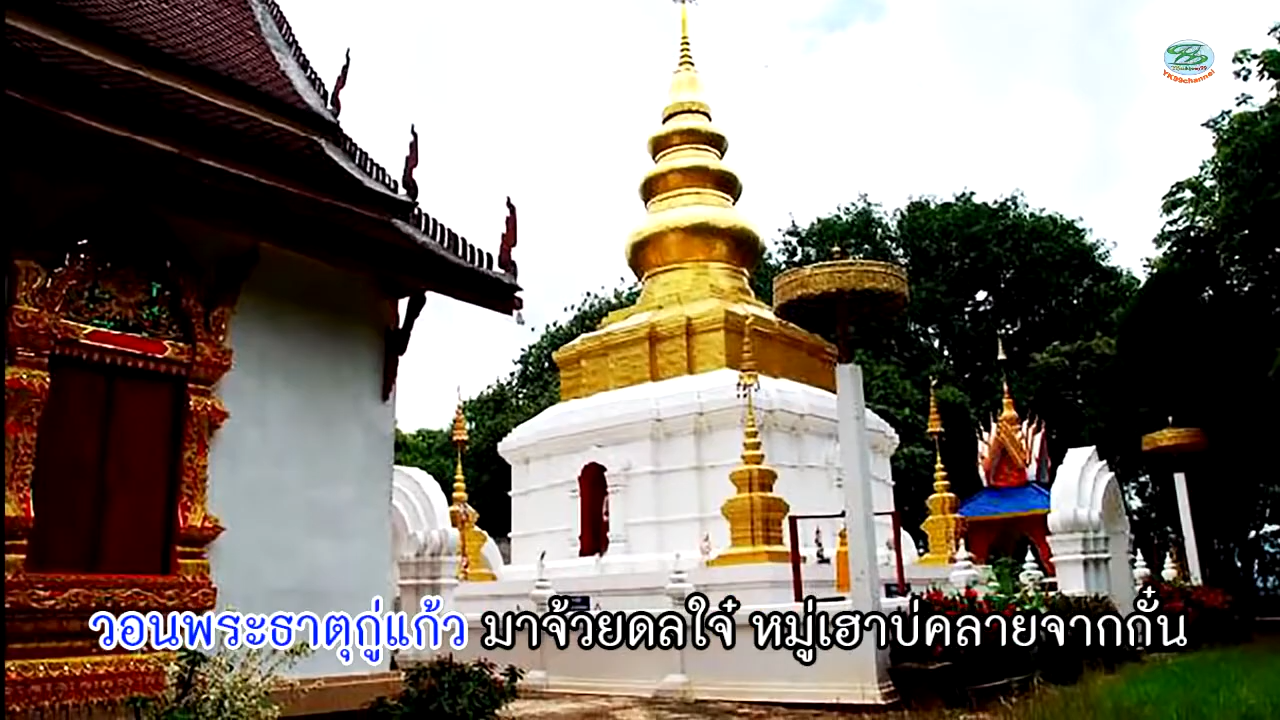 YK99channel
วอนพระธาตุกู่แก้ว มาจ้วยดลใจ๋ หมู่เฮาบ่คลายจากกั๋น